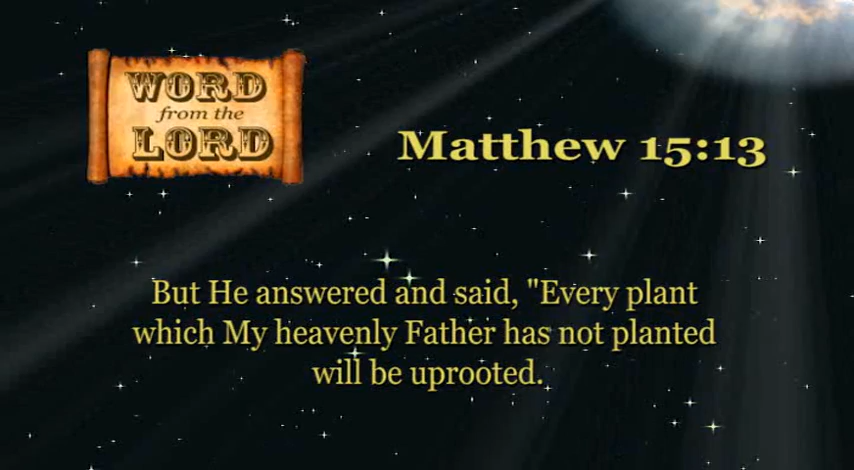 WORD
from the
LORD
Matthew 15:13
But He answered and said, "Every plant
which My heavenly Father has not planted
will be uprooted.